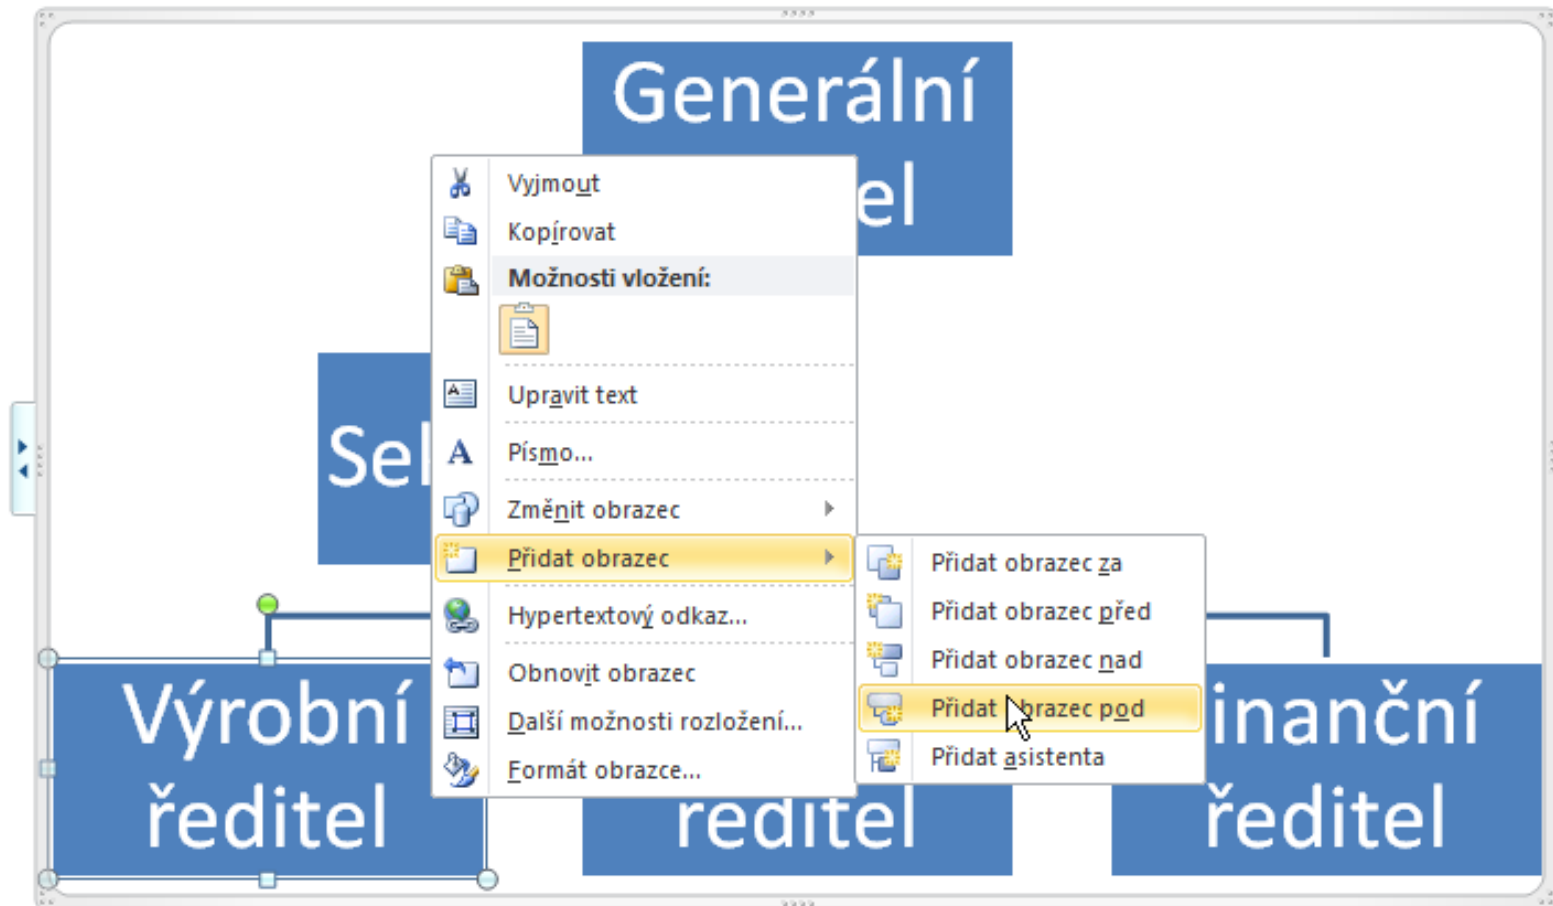 Generální
el
Vyjmout
Kopírovat
Možnosti vložení:
Upravit text
Písmo...
Změnit obrazec
Přidat obrazec
Hypertextový odkaz...
Obnovit obrazec
Další možnosti rozložení...
Formát obrazce...
Přidat obrazec za
Přidat obrazec před
Přidat obrazec nad
Přidat obrazec pod
Přidat asistenta
Se
Výrobní
ředitel
ředitel
inanční
ředitel